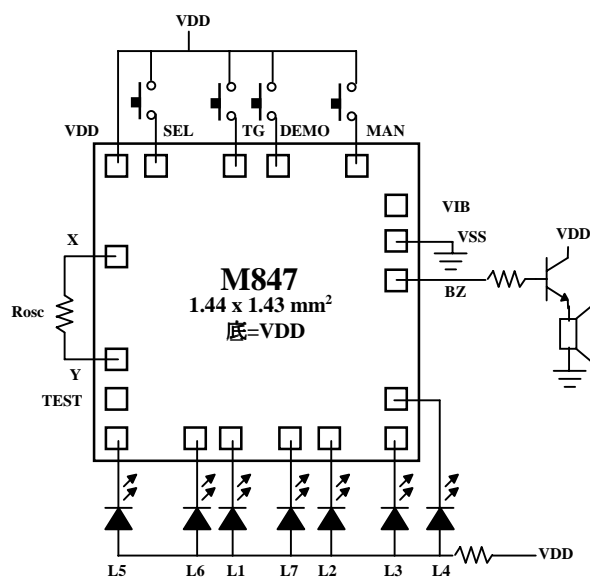 VDD
VDD SEL TG DEMO MAN
VIB
VSS
VDD
X
BZ
M847
1.44 x 1.43 mm²
底=VDD
Rosc
Y
TEST
L5 L6 L1 L7 L2 L3 L4
VDD